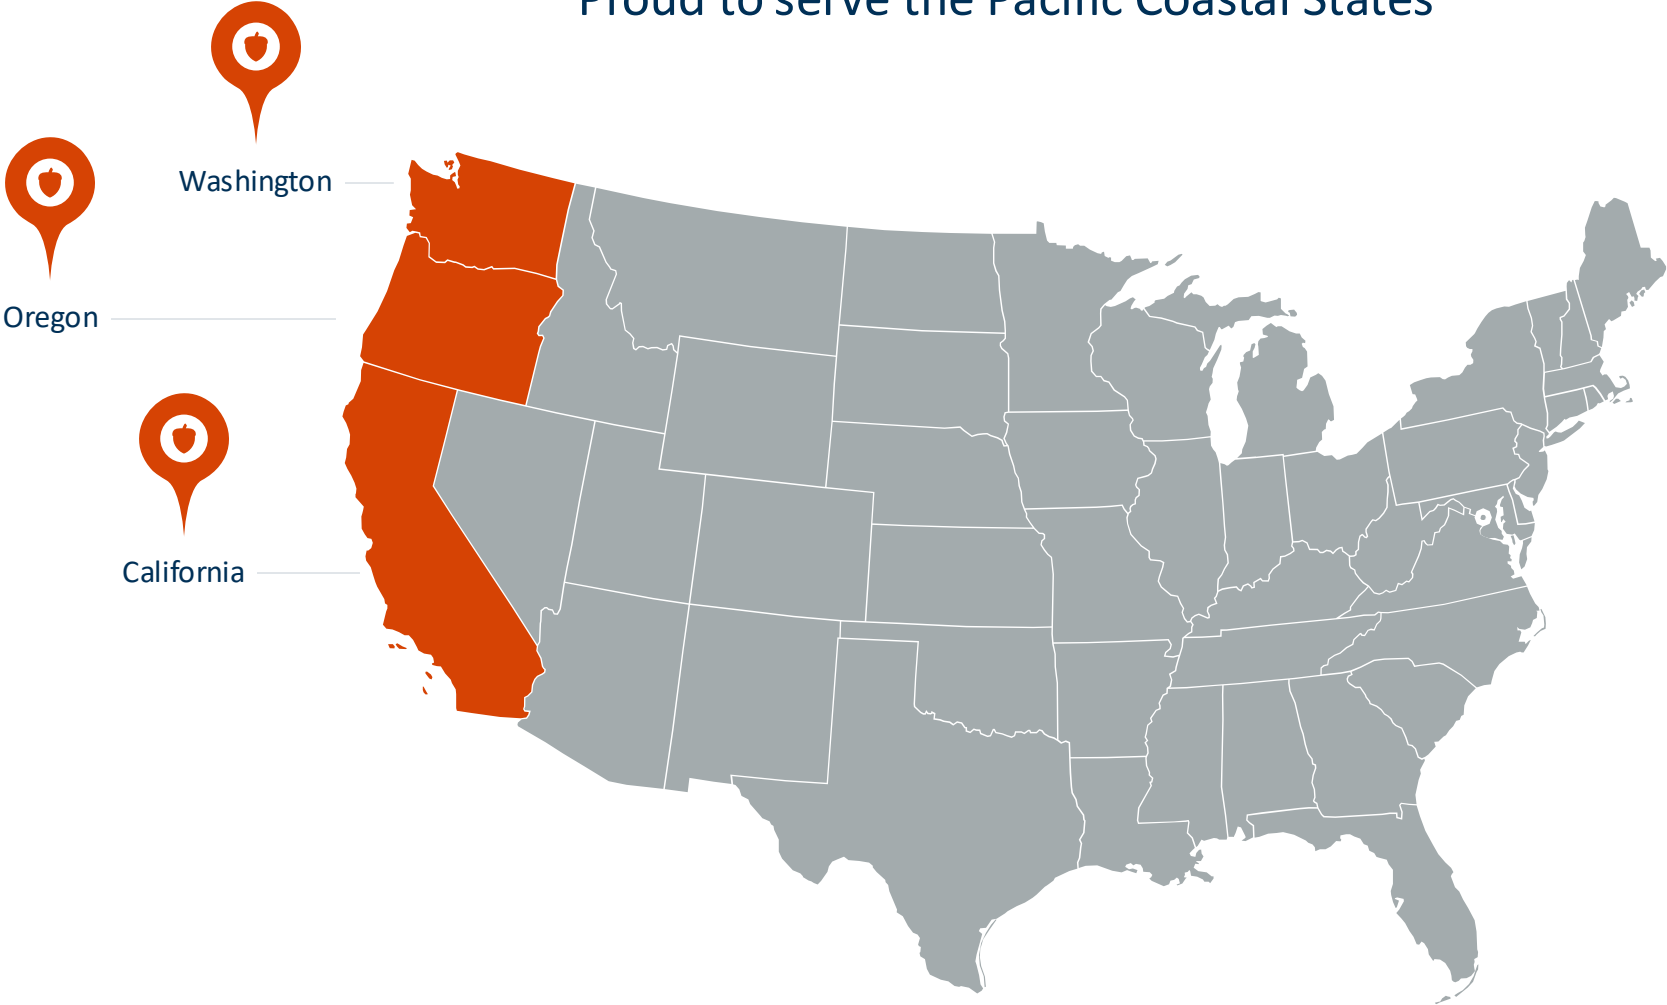 Proud to serve the Pacific Coastal States
Washington
Oregon
California